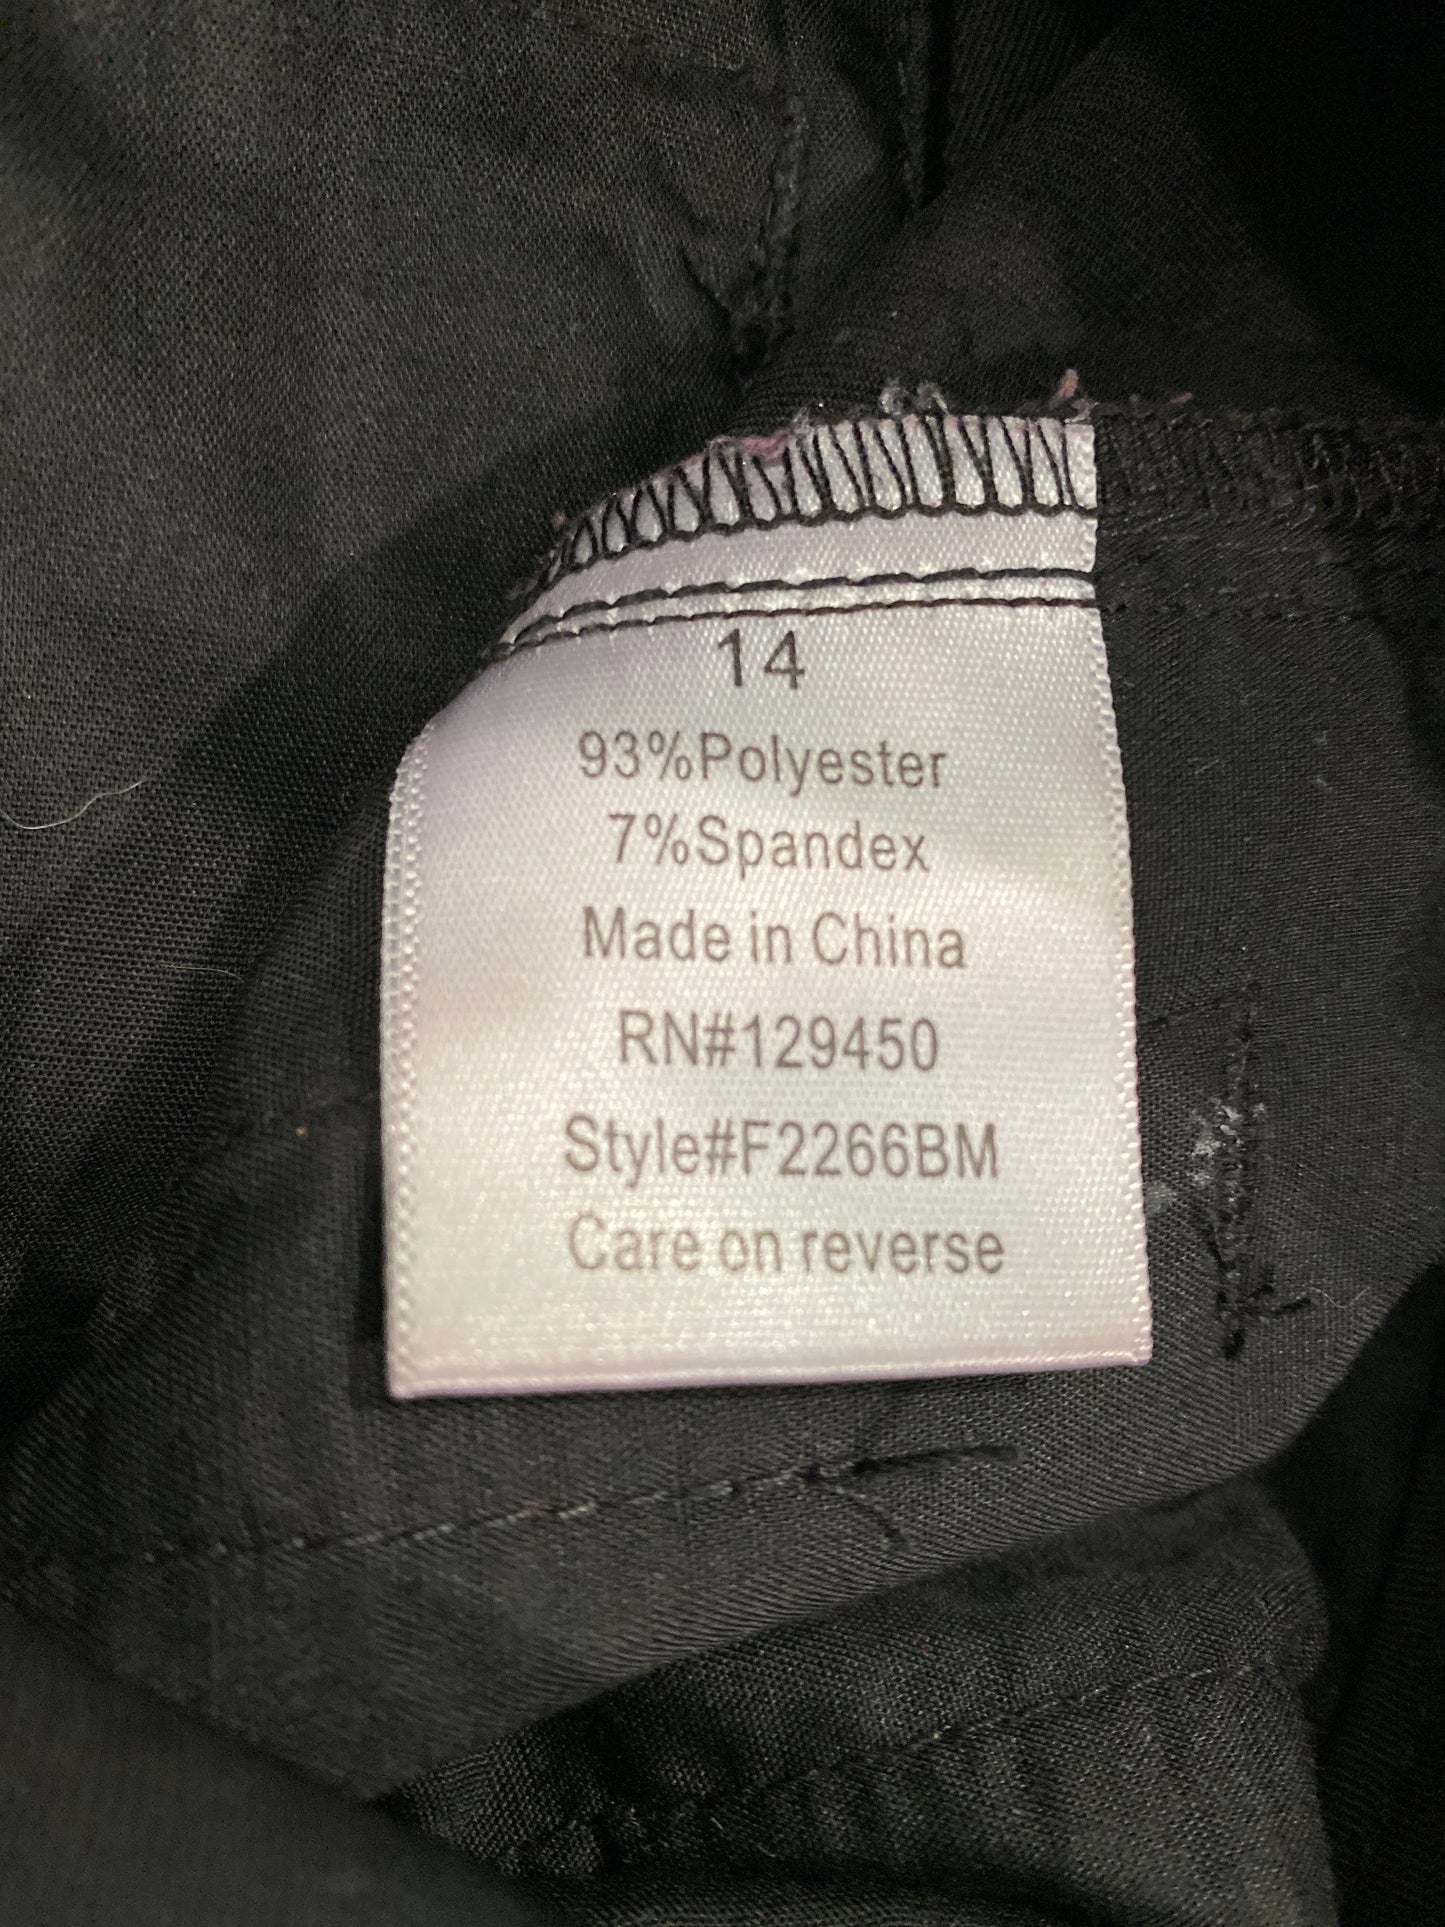 14
93%Polyester
7%Spandex
Made in China
RN#129450
Style#F2266BM
Care on reverse